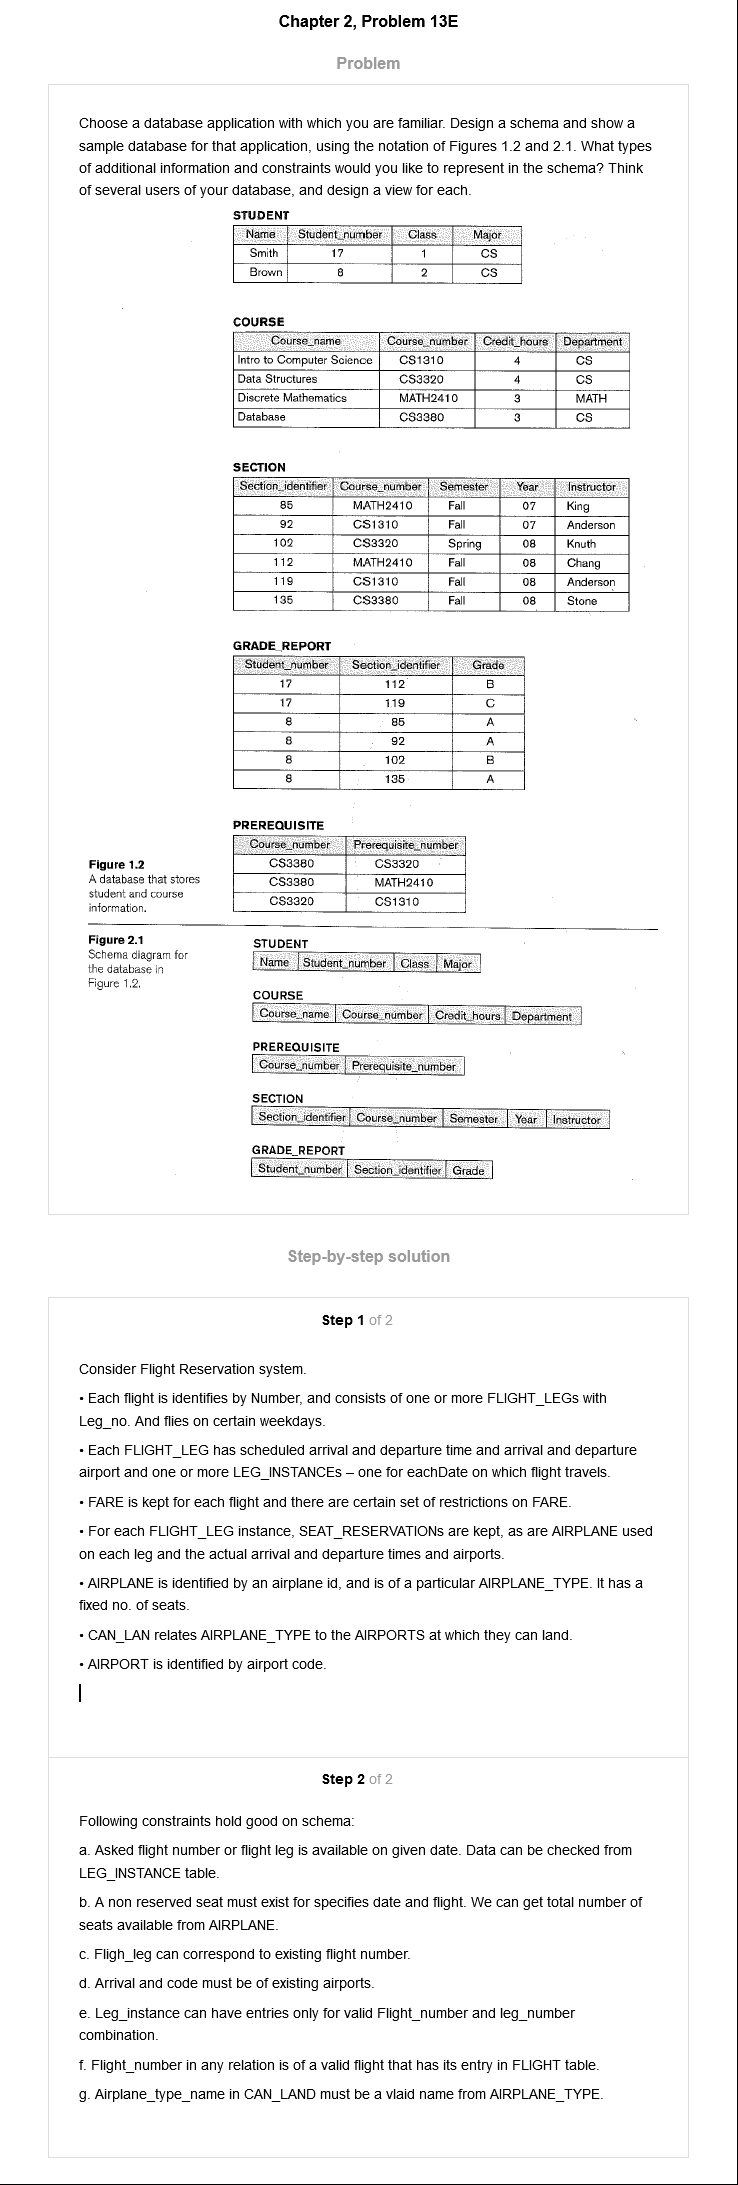 Chapter 2, Problem 13E
Problem
Choose a database application with which you are familiar. Design a schema and show a
sample database for that application, using the notation of Figures 1.2 and 2.1. What types
of additional information and constraints would you like to represent in the schema? Think
of several users of your database, and design a view for each.
STUDENT
Name Student_number Class Major
Smith 17 1 CS
Brown 8 2 CS
COURSE
Course_name Course_number Credit_hours Department
Intro to Computer Science CS1310 4 CS
Data Structures CS3320 4 CS
Discrete Mathematics MATH2410 3 MATH
Database CS3380 3 CS
SECTION
Section_identifier Course_number Semester Year Instructor
85 MATH2410 Fall 07 King
92 CS1310 Fall 07 Anderson
102 CS3320 Spring 08 Knuth
112 MATH2410 Fall 08 Chang
119 CS1310 Fall 08 Anderson
135 CS3380 Fall 08 Stone
GRADE_REPORT
Student_number Section_identifier Grade
17 112 B
17 119 C
8 85 A
8 92 A
8 102 B
8 135 A
PREREQUISITE
Course_number Prerequisite_number
CS3380 CS3320
CS3380 MATH2410
CS3320 CS1310
Figure 1.2
A database that stores
student and course
information.
Figure 2.1
Schema diagram for
the database in
Figure 1.2.
STUDENT
Name Student_number Class Major
COURSE
Course_name Course_number Credit_hours Department
PREREQUISITE
Course_number Prerequisite_number
SECTION
Section_identifier Course_number Semester Year Instructor
GRADE_REPORT
Student_number Section_identifier Grade
Step-by-step solution
Step 1 of 2
Consider Flight Reservation system.
• Each flight is identifies by Number, and consists of one or more FLIGHT_LEGs with
Leg_no. And flies on certain weekdays.
• Each FLIGHT_LEG has scheduled arrival and departure time and arrival and departure
airport and one or more LEG_INSTANCEs – one for eachDate on which flight travels.
• FARE is kept for each flight and there are certain set of restrictions on FARE.
• For each FLIGHT_LEG instance, SEAT_RESERVATIONs are kept, as are AIRPLANE used
on each leg and the actual arrival and departure times and airports.
• AIRPLANE is identified by an airplane id, and is of a particular AIRPLANE_TYPE. It has a
fixed no. of seats.
• CAN_LAN relates AIRPLANE_TYPE to the AIRPORTS at which they can land.
• AIRPORT is identified by airport code.
Step 2 of 2
Following constraints hold good on schema:
a. Asked flight number or flight leg is available on given date. Data can be checked from
LEG_INSTANCE table.
b. A non reserved seat must exist for specifies date and flight. We can get total number of
seats available from AIRPLANE.
c. Fligh_leg can correspond to existing flight number.
d. Arrival and code must be of existing airports.
e. Leg_instance can have entries only for valid Flight_number and leg_number
combination.
f. Flight_number in any relation is of a valid flight that has its entry in FLIGHT table.
g. Airplane_type_name in CAN_LAND must be a vlaid name from AIRPLANE_TYPE.